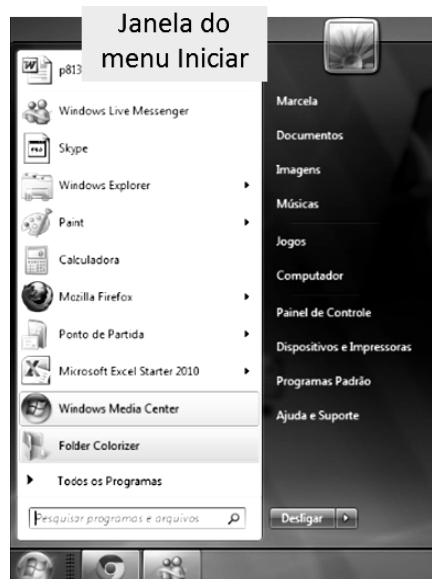 Janela do
menu Iniciar
p813
Windows Live Messenger
Skype
Windows Explorer
Paint
Calculadora
Mozilla Firefox
Ponto de Partida
Microsoft Excel Starter 2010
Windows Media Center
Folder Colorizer
Todos os Programas
Pesquisar programas e arquivos
Marcela
Documentos
Imagens
Músicas
Jogos
Computador
Painel de Controle
Dispositivos e Impressoras
Programas Padrão
Ajuda e Suporte
Desligar